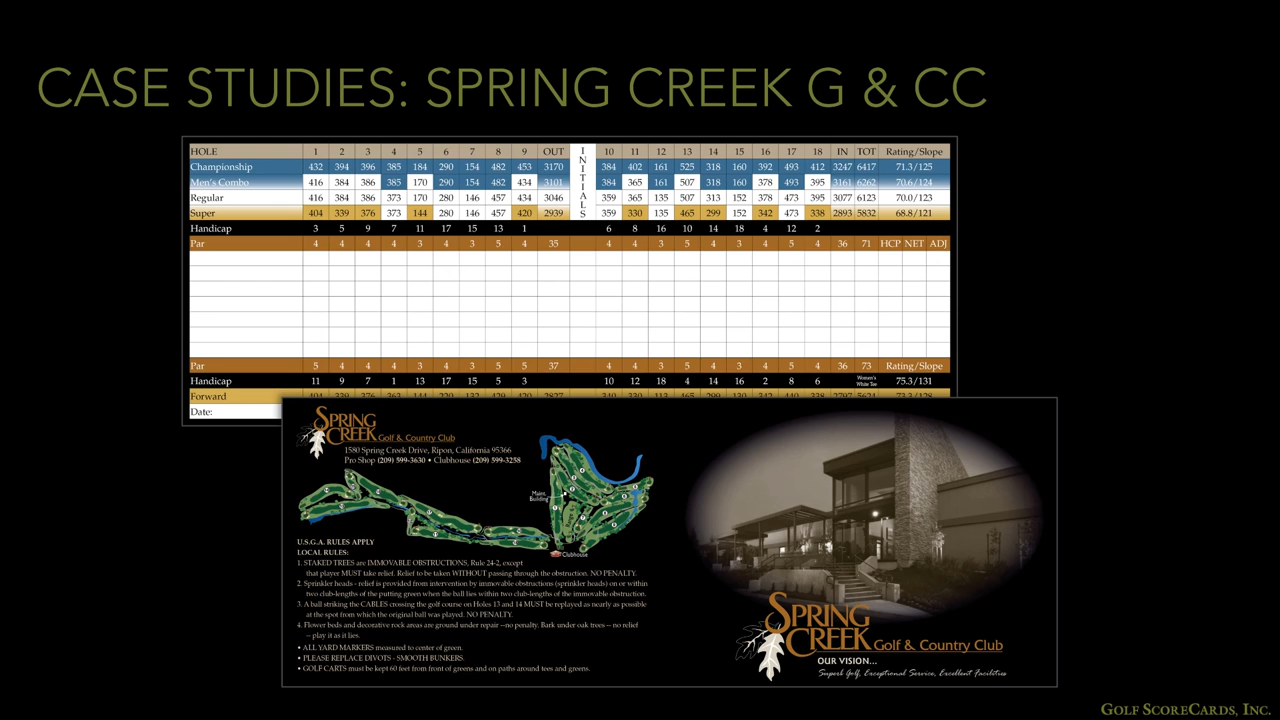 CASE STUDIES: SPRING CREEK G & CC
HOLE 1 2 3 4 5 6 7 8 9 OUT INITIALS 10 11 12 13 14 15 16 17 18 IN TOT Rating/Slope
Championship 432 394 396 385 184 290 154 482 453 3170 384 402 161 525 318 160 392 493 412 3247 6417 71.3/125
Men's Combo 416 384 386 385 170 290 154 482 434 3101 384 365 161 507 318 160 378 493 395 3161 6262 70.6/124
Regular 416 384 386 373 170 280 146 457 434 3046 359 365 135 507 313 152 378 473 395 3077 6123 70.0/123
Super 404 339 376 373 144 280 146 457 420 2939 359 330 135 465 299 152 342 473 338 2893 5832 68.8/121
Handicap 3 5 9 7 11 17 15 13 1 6 8 16 10 14 18 4 12 2
Par 4 4 4 4 3 4 3 5 4 35 4 4 3 5 4 3 4 5 4 36 71 HCP NET ADJ
Par 5 4 4 4 3 4 3 5 5 37 4 4 3 5 4 3 4 5 4 36 73 Rating/Slope
Handicap 11 9 7 1 13 17 15 5 3 10 12 18 4 14 16 2 8 6 Women's White Tee 75.3/131
Forward
Date:
SPRING CREEK Golf & Country Club
1580 Spring Creek Drive, Ripon, California 95366
Pro Shop (209) 599-3630 • Clubhouse (209) 599-3258
Maint. Building
Clubhouse
U.S.G.A. RULES APPLY
LOCAL RULES:
1. STAKED TREES are IMMOVABLE OBSTRUCTIONS, Rule 24-2, except
that player MUST take relief. Relief to be taken WITHOUT passing through the obstruction. NO PENALTY.
2. Sprinkler heads - relief is provided from intervention by immovable obstructions (sprinkler heads) on or within
two club-lengths of the putting green when the ball lies within two club-lengths of the immovable obstruction.
3. A ball striking the CABLES crossing the golf course on Holes 13 and 14 MUST be replayed as nearly as possible
at the spot from which the original ball was played. NO PENALTY.
4. Flower beds and decorative rock areas are ground under repair --no penalty. Bark under oak trees -- no relief
– play it as it lies.
• ALL YARD MARKERS measured to center of green.
• PLEASE REPLACE DIVOTS - SMOOTH BUNKERS.
• GOLF CARTS must be kept 60 feet from front of greens and on paths around tees and greens.
SPRING CREEK Golf & Country Club
OUR VISION...
Superb Golf, Exceptional Service, Excellent Facilities
GOLF SCORECARDS, INC.